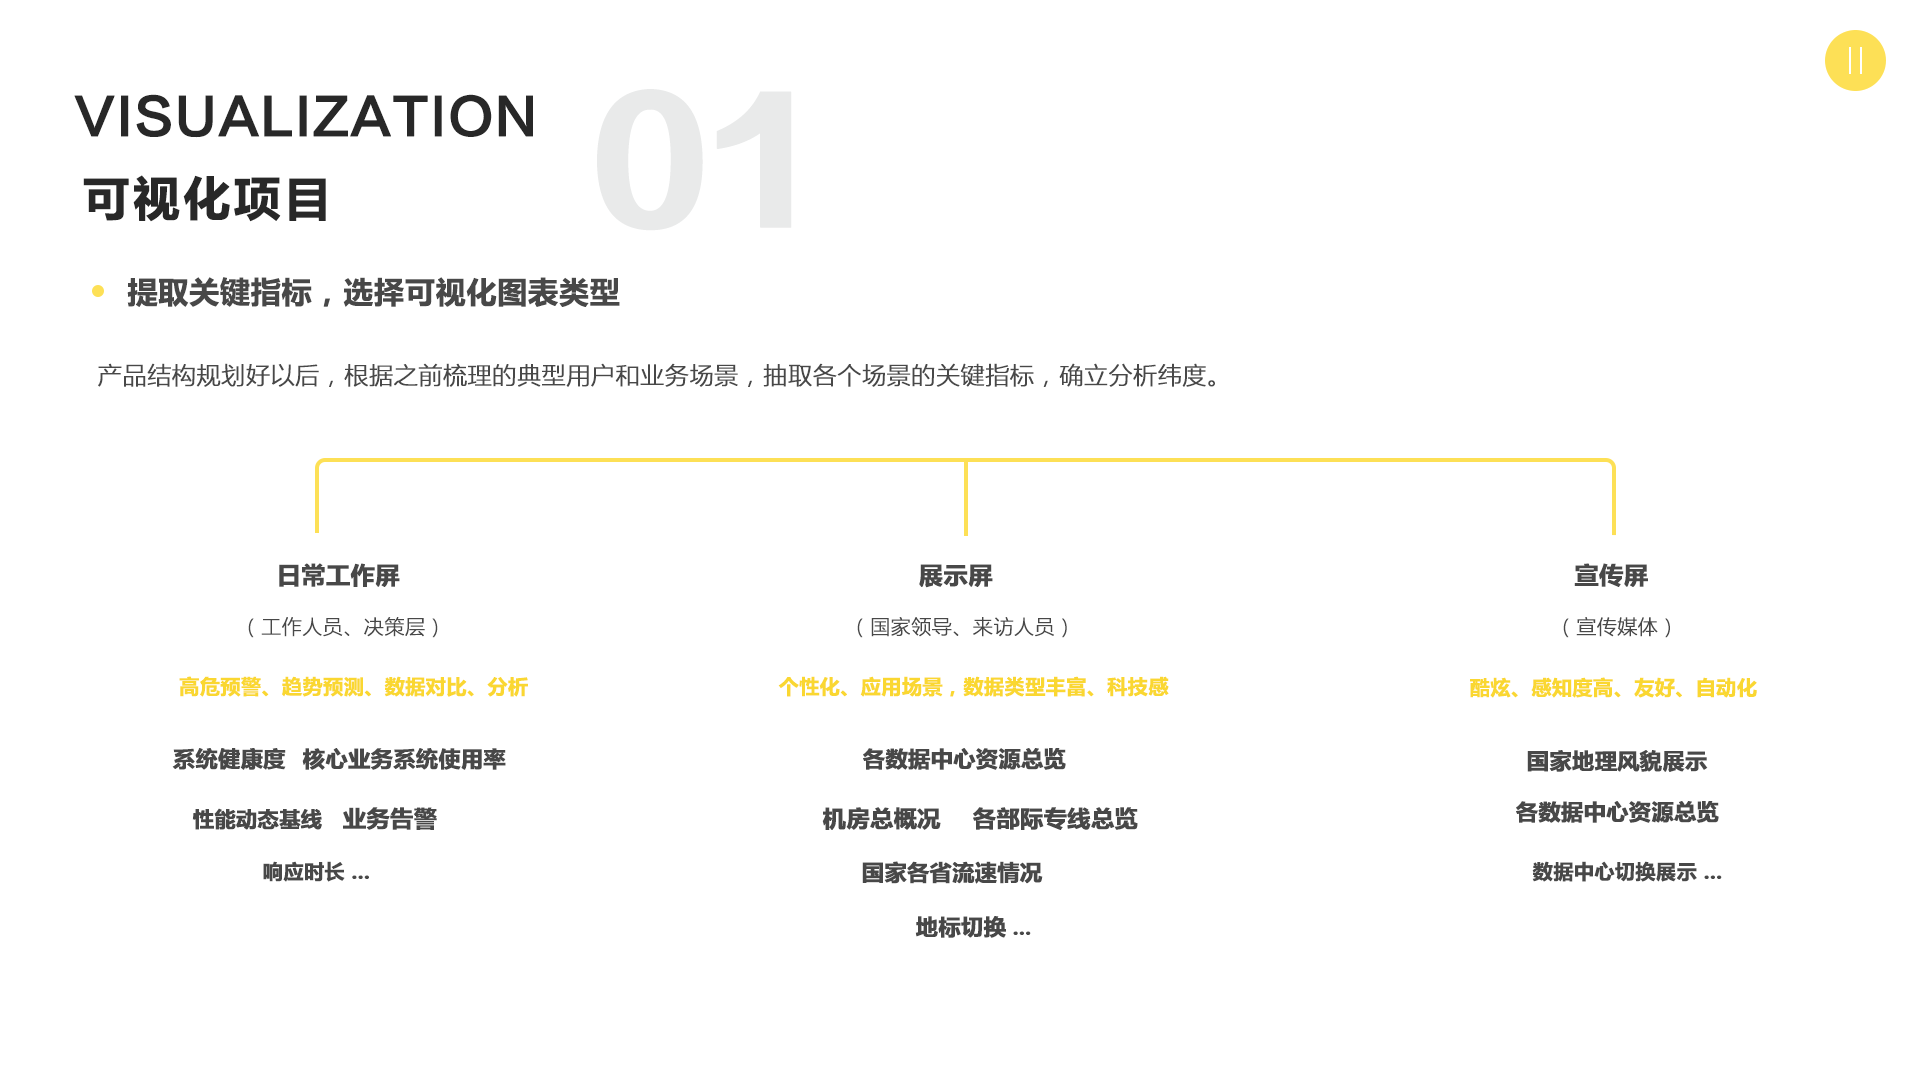 VISUALIZATION
01
可视化项目
提取关键指标，选择可视化图表类型
产品结构规划好以后，根据之前梳理的典型用户和业务场景，抽取各个场景的关键指标，确立分析纬度。
日常工作屏
（工作人员、决策层）
高危预警、趋势预测、数据对比、分析
系统健康度 核心业务系统使用率
性能动态基线 业务告警
响应时长 ...
展示屏
（国家领导、来访人员）
个性化、应用场景，数据类型丰富、科技感
各数据中心资源总览
机房总概况 各部际专线总览
国家各省流速情况
地标切换 ...
宣传屏
（宣传媒体）
酷炫、感知度高、友好、自动化
国家地理风貌展示
各数据中心资源总览
数据中心切换展示 ...